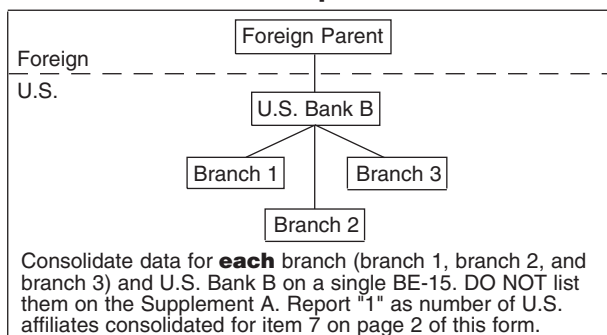 Foreign Parent
Foreign
U.S.
U.S. Bank B
Branch 1
Branch 3
Branch 2
Consolidate data for each branch (branch 1, branch 2, and
branch 3) and U.S. Bank B on a single BE-15. DO NOT list
them on the Supplement A. Report "1" as number of U.S.
affiliates consolidated for item 7 on page 2 of this form.